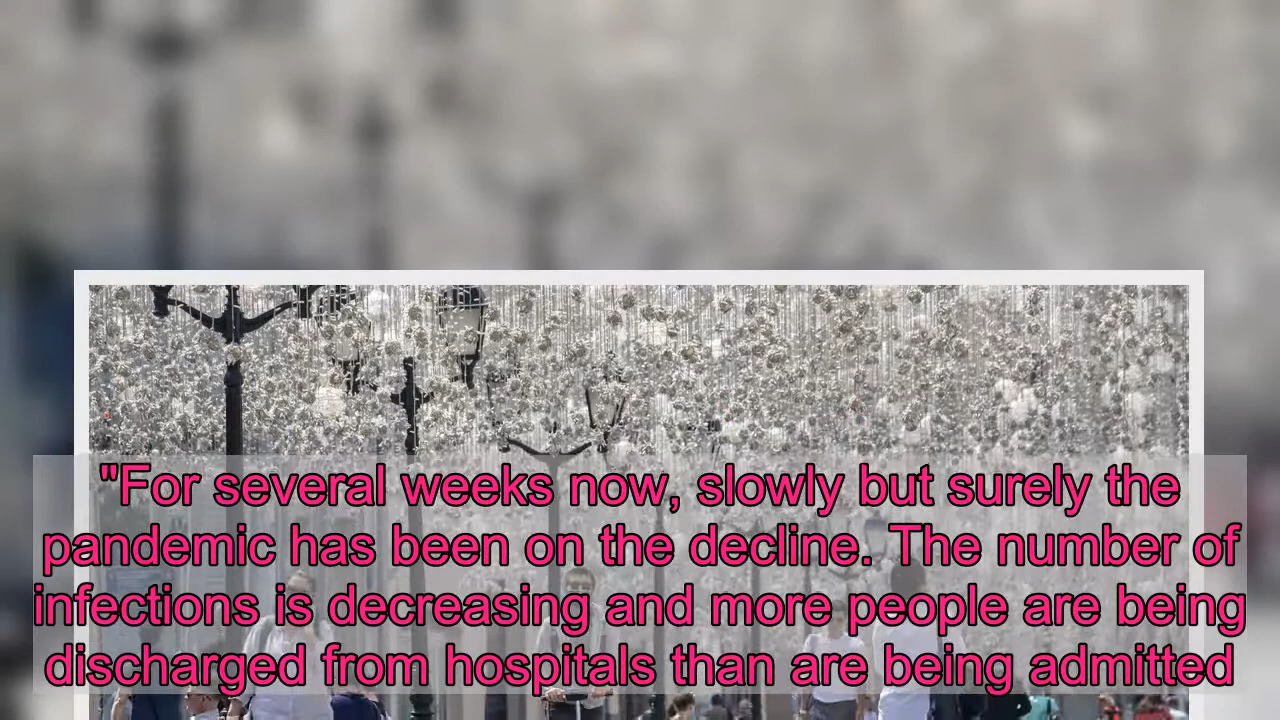 "For several weeks now, slowly but surely the
pandemic has been on the decline. The number of
infections is decreasing and more people are being
discharged from hospitals than are being admitted